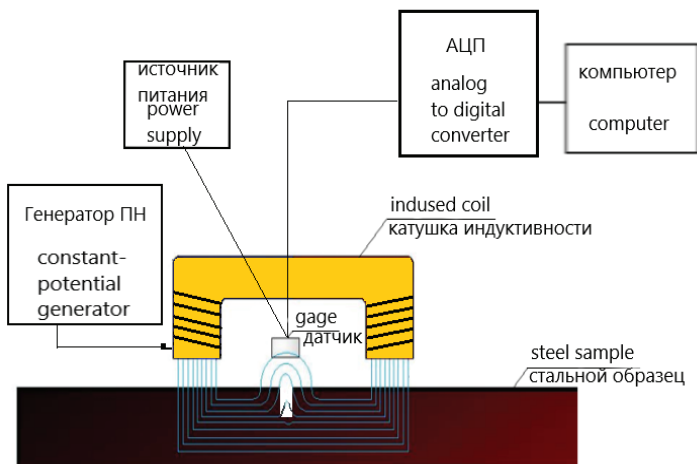 источник
питания
power
supply
АЦП
analog
to digital
converter
компьютер
computer
Генератор ПН
constant-
potential
generator
indused coil
катушка индуктивности
gage
датчик
steel sample
стальной образец